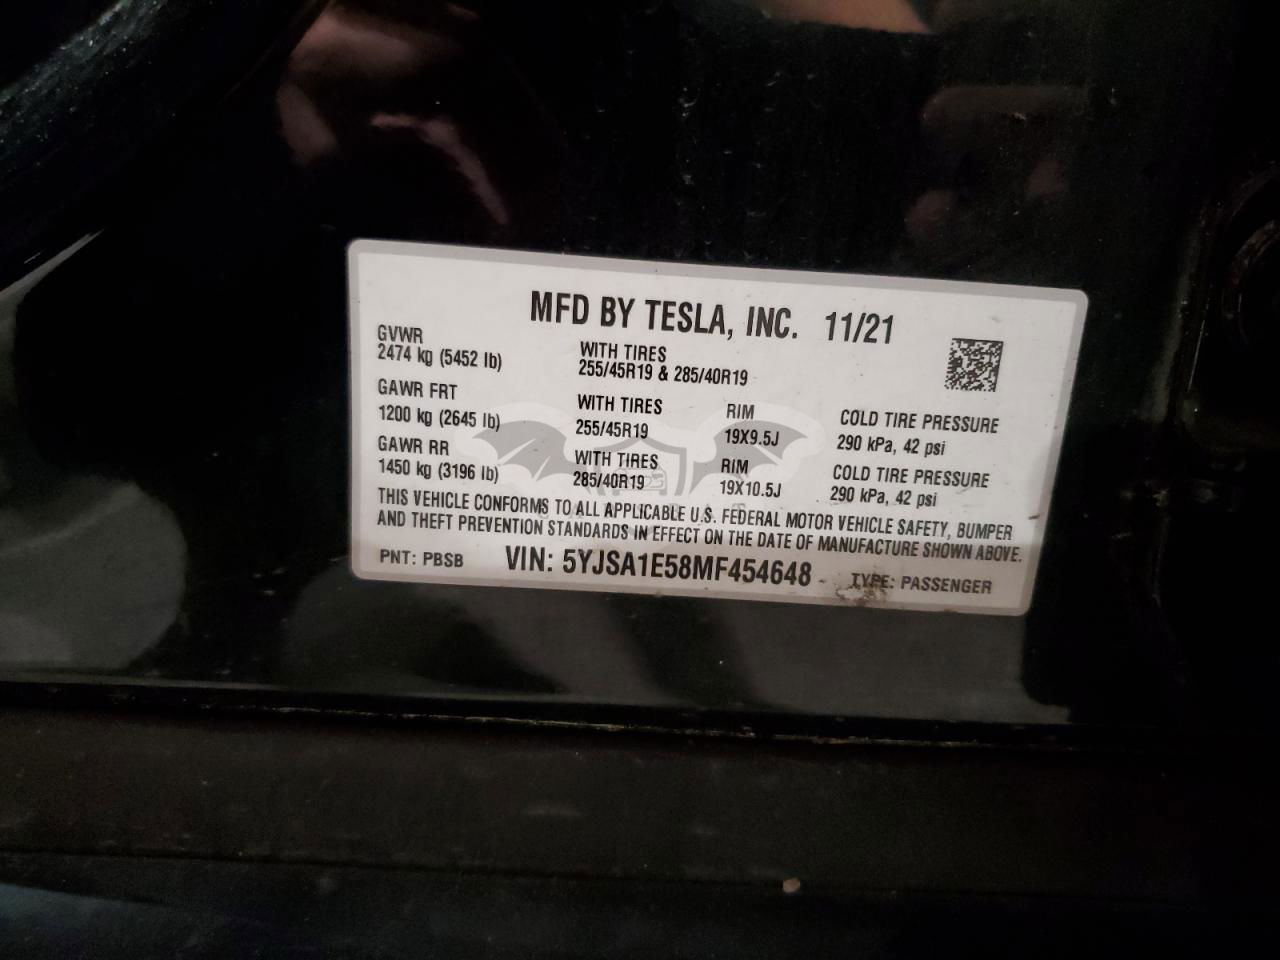 MFD BY TESLA, INC. 11/21
GVWR
2474 kg (5452 lb)
WITH TIRES
255/45R19 & 285/40R19
GAWR FRT
1200 kg (2645 lb)
WITH TIRES
255/45R19
RIM
19X9.5J
COLD TIRE PRESSURE
290 kPa, 42 psi
GAWR RR
1450 kg (3196 lb)
WITH TIRES
285/40R19
RIM
19X10.5J
COLD TIRE PRESSURE
290 kPa, 42 psi
THIS VEHICLE CONFORMS TO ALL APPLICABLE U.S. FEDERAL MOTOR VEHICLE SAFETY, BUMPER
AND THEFT PREVENTION STANDARDS IN EFFECT ON THE DATE OF MANUFACTURE SHOWN ABOVE.
PNT: PBSB VIN: 5YJSA1E58MF454648 TYPE: PASSENGER